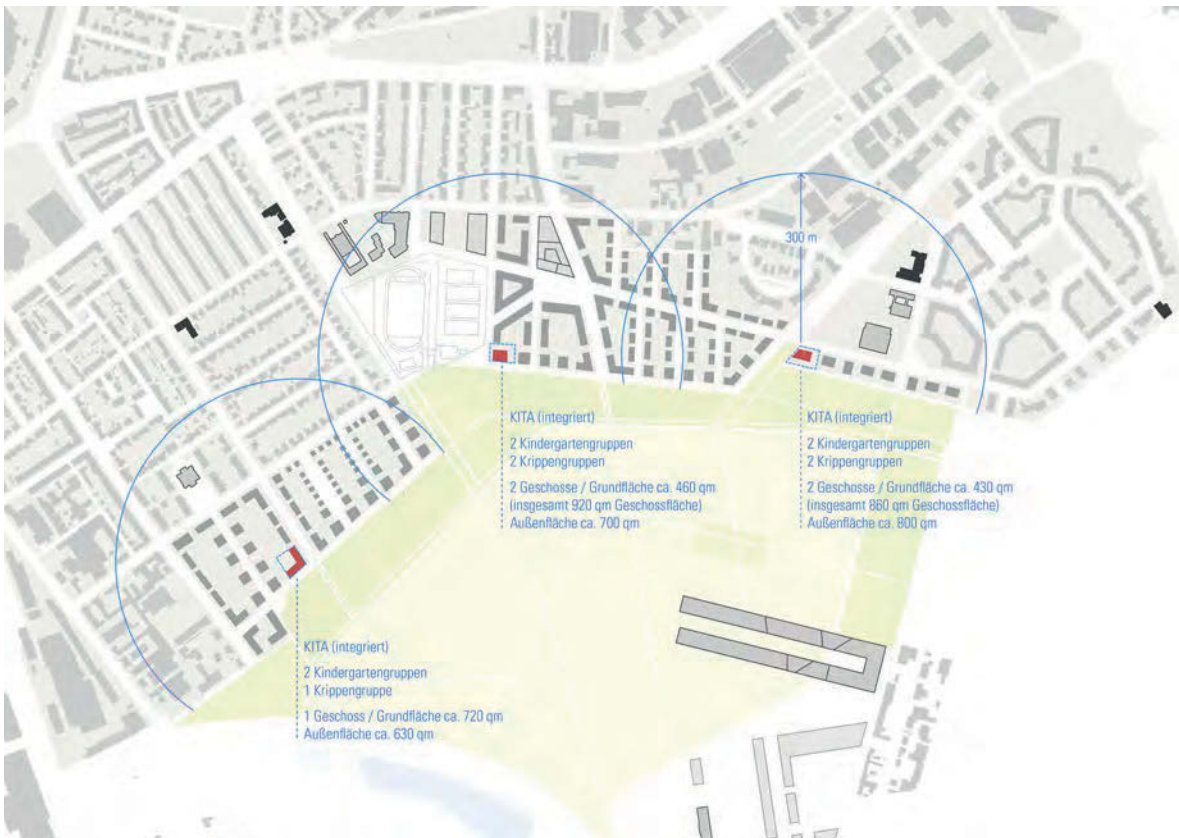 300 m
KITA (integriert)
2 Kindergartengruppen
2 Krippengruppen
2 Geschosse / Grundfläche ca. 460 qm
(insgesamt 920 qm Geschossfläche)
Außenfläche ca. 700 qm
KITA (integriert)
2 Kindergartengruppen
2 Krippengruppen
2 Geschosse / Grundfläche ca. 430 qm
(insgesamt 860 qm Geschossfläche)
Außenfläche ca. 800 qm
KITA (integriert)
2 Kindergartengruppen
1 Krippengruppe
1 Geschoss / Grundfläche ca. 720 qm
Außenfläche ca. 630 qm